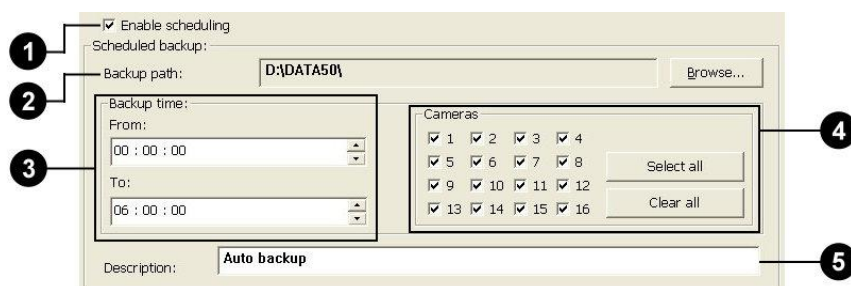 1
Enable scheduling
Scheduled backup:
2
Backup path: D:\DATA50\ Browse...
3
Backup time:
From:
00 : 00 : 00
To:
06 : 00 : 00
Cameras
1 2 3 4
5 6 7 8
9 10 11 12
13 14 15 16
Select all
Clear all
4
Description: Auto backup
5